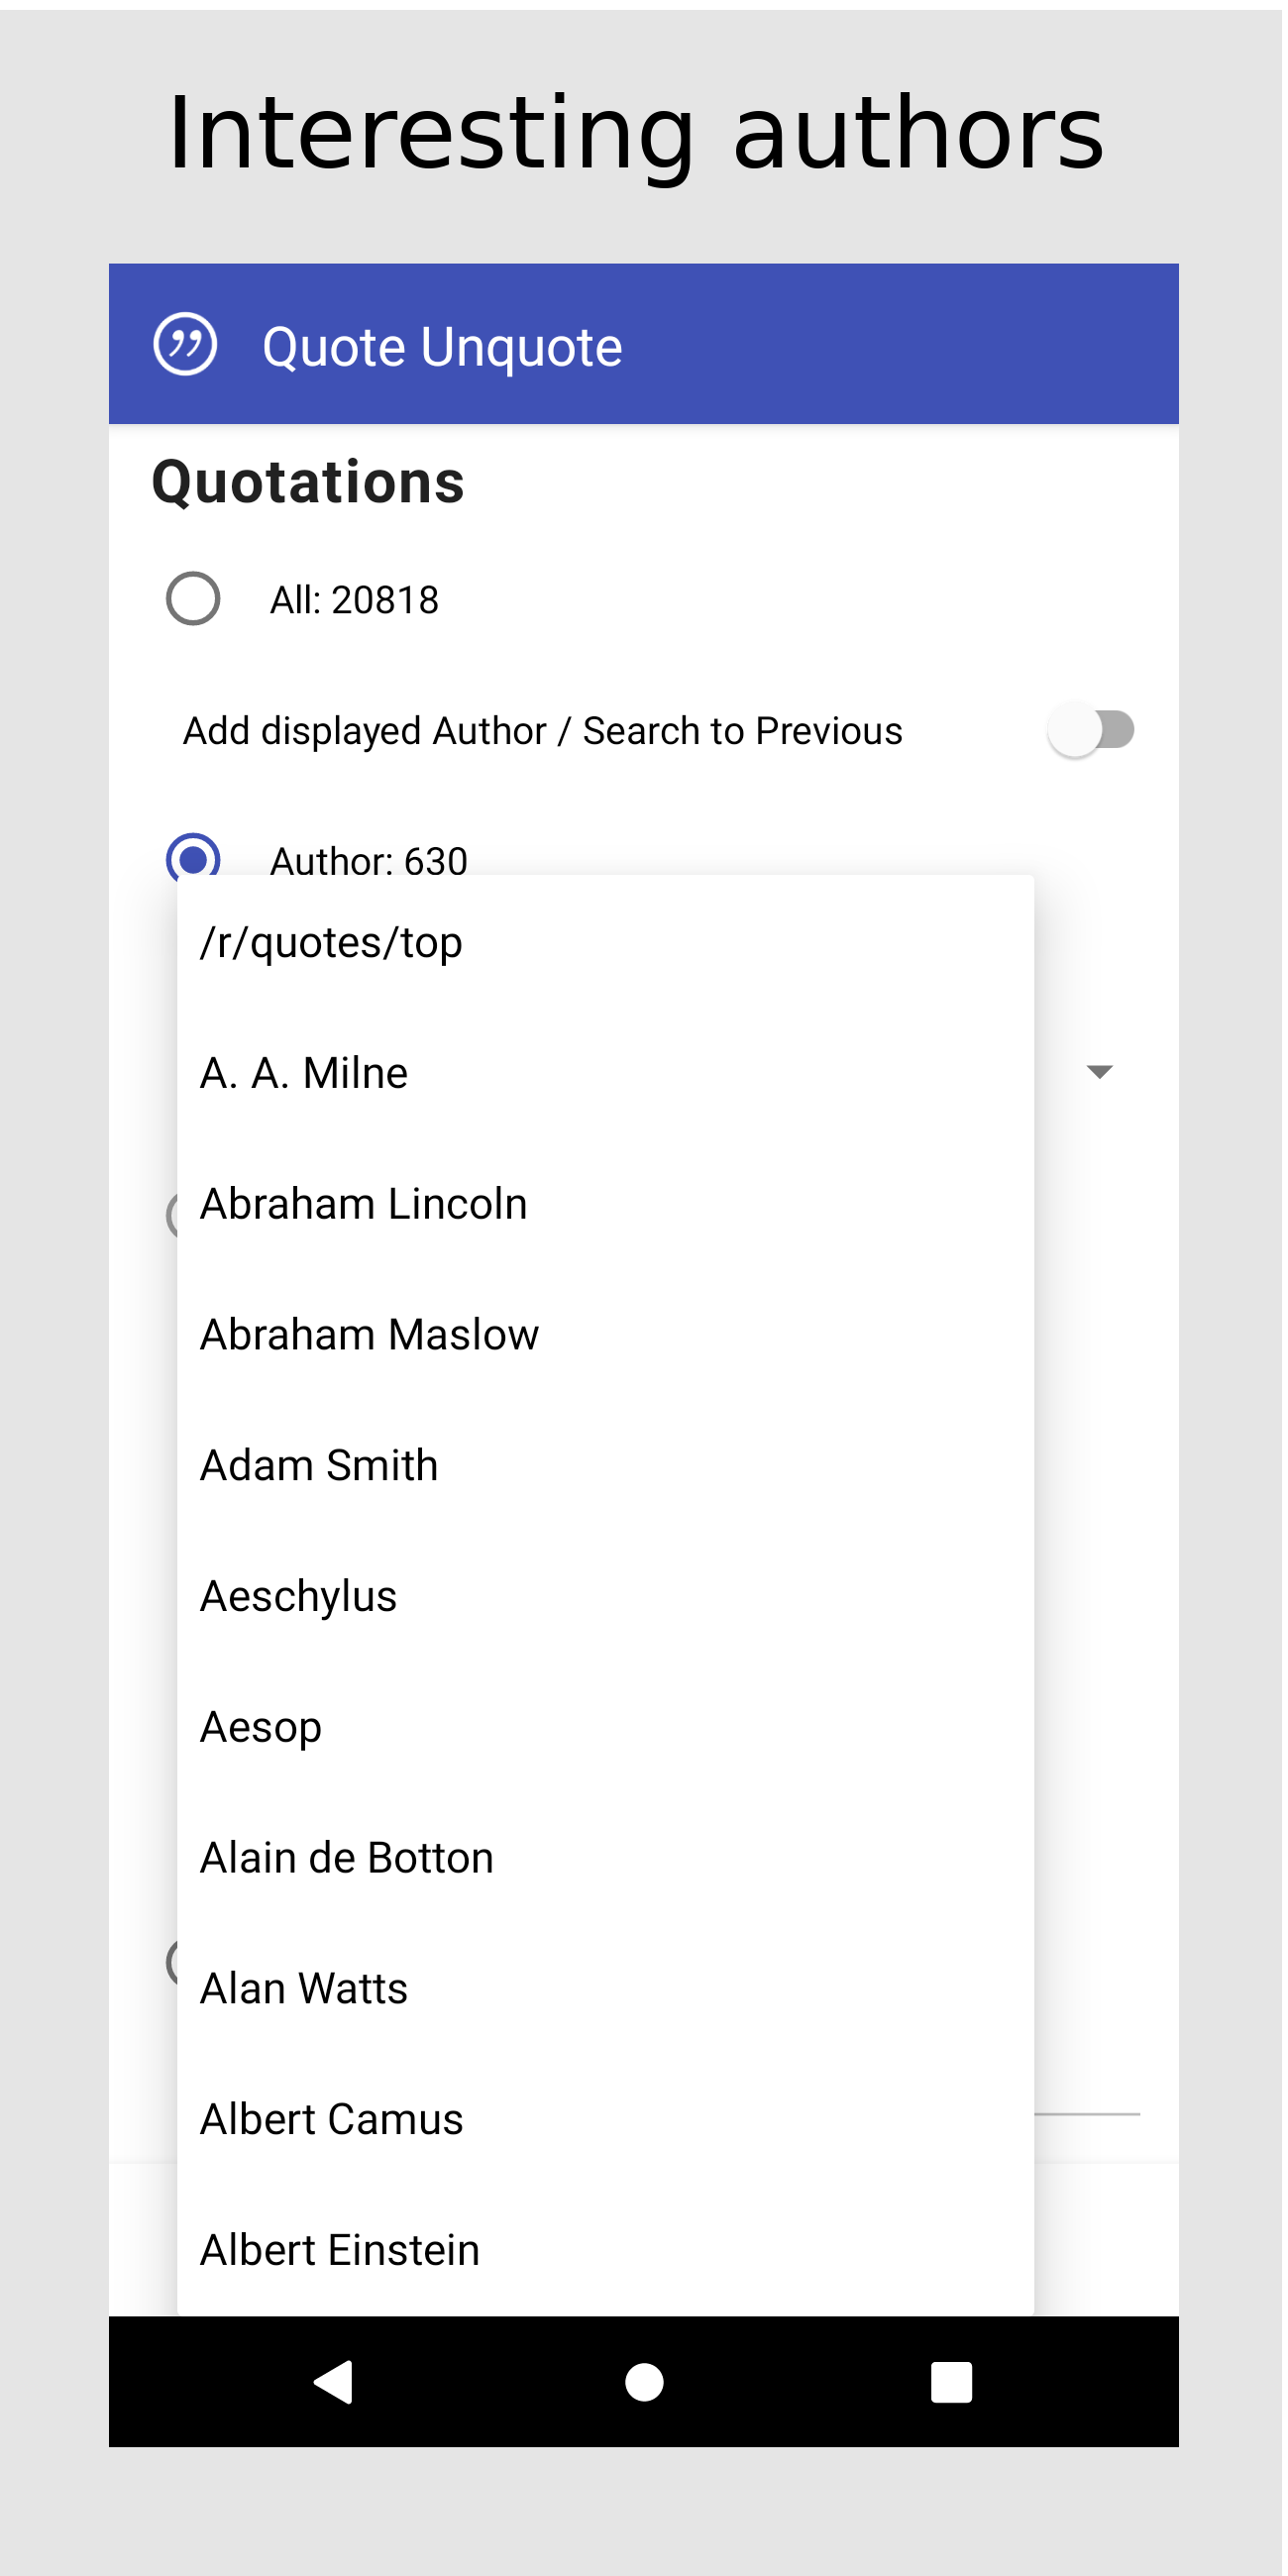 Interesting authors
Quote Unquote
Quotations
All: 20818
Add displayed Author / Search to Previous
Author: 630
/r/quotes/top
A. A. Milne
Abraham Lincoln
Abraham Maslow
Adam Smith
Aeschylus
Aesop
Alain de Botton
Alan Watts
Albert Camus
Albert Einstein